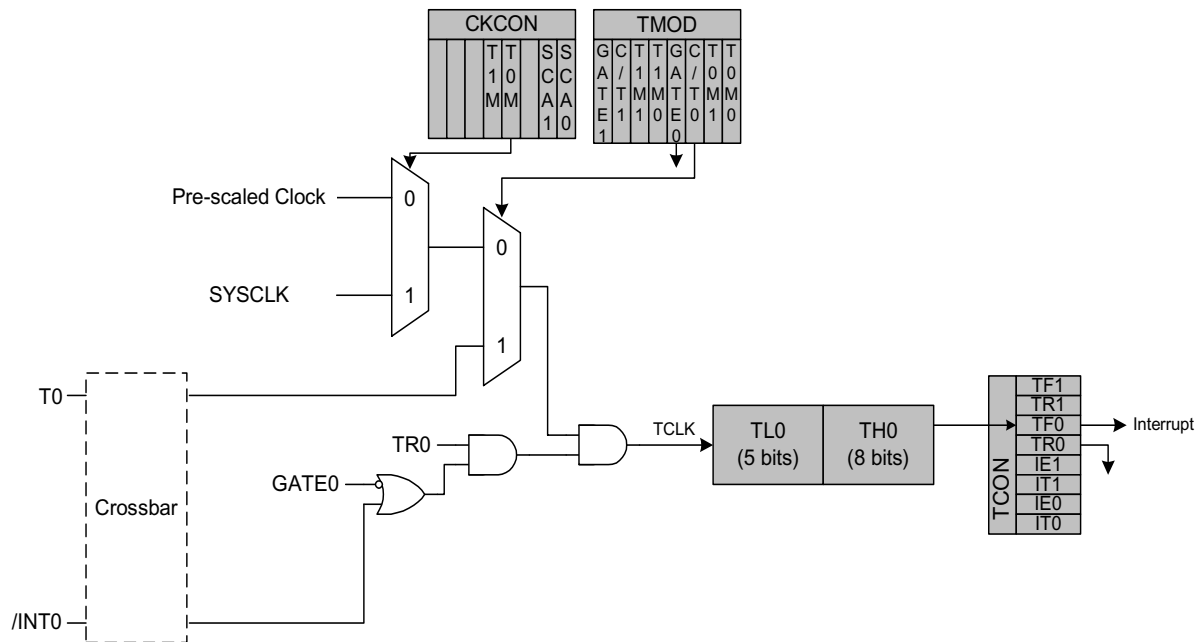 CKCON
T1M
T0M
SCA1
SCA0
TMOD
GATE1
C/T1
T1M1
T1M0
GATE0
C/T0
T0M1
T0M0
Pre-scaled Clock
0
SYSCLK
1
0
1
T0
Crossbar
/INT0
TR0
GATE0
TCLK
TL0
(5 bits)
TH0
(8 bits)
TCON
TF1
TR1
TF0
TR0
IE1
IT1
IE0
IT0
Interrupt